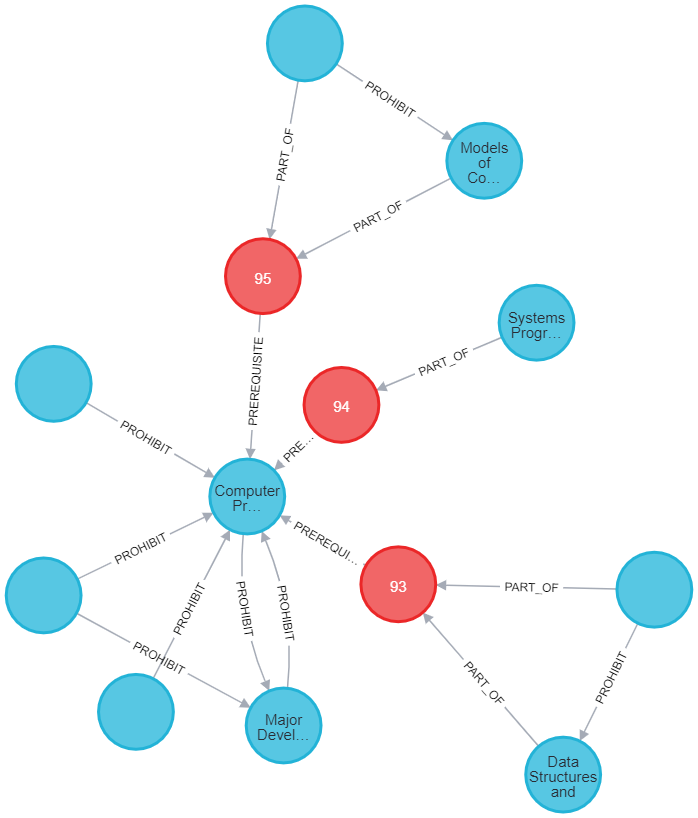 PROHIBIT
PART_OF
Models
of
Co...
PART_OF
95
Systems
Progr...
PREREQUISITE
PART_OF
94
PROHIBIT
PRE...
Computer
Pr...
PROHIBIT
PREREQUI...
93
PART_OF
PROHIBIT
PROHIBIT
PROHIBIT
PROHIBIT
PART_OF
PROHIBIT
Major
Devel...
Data
Structures
and